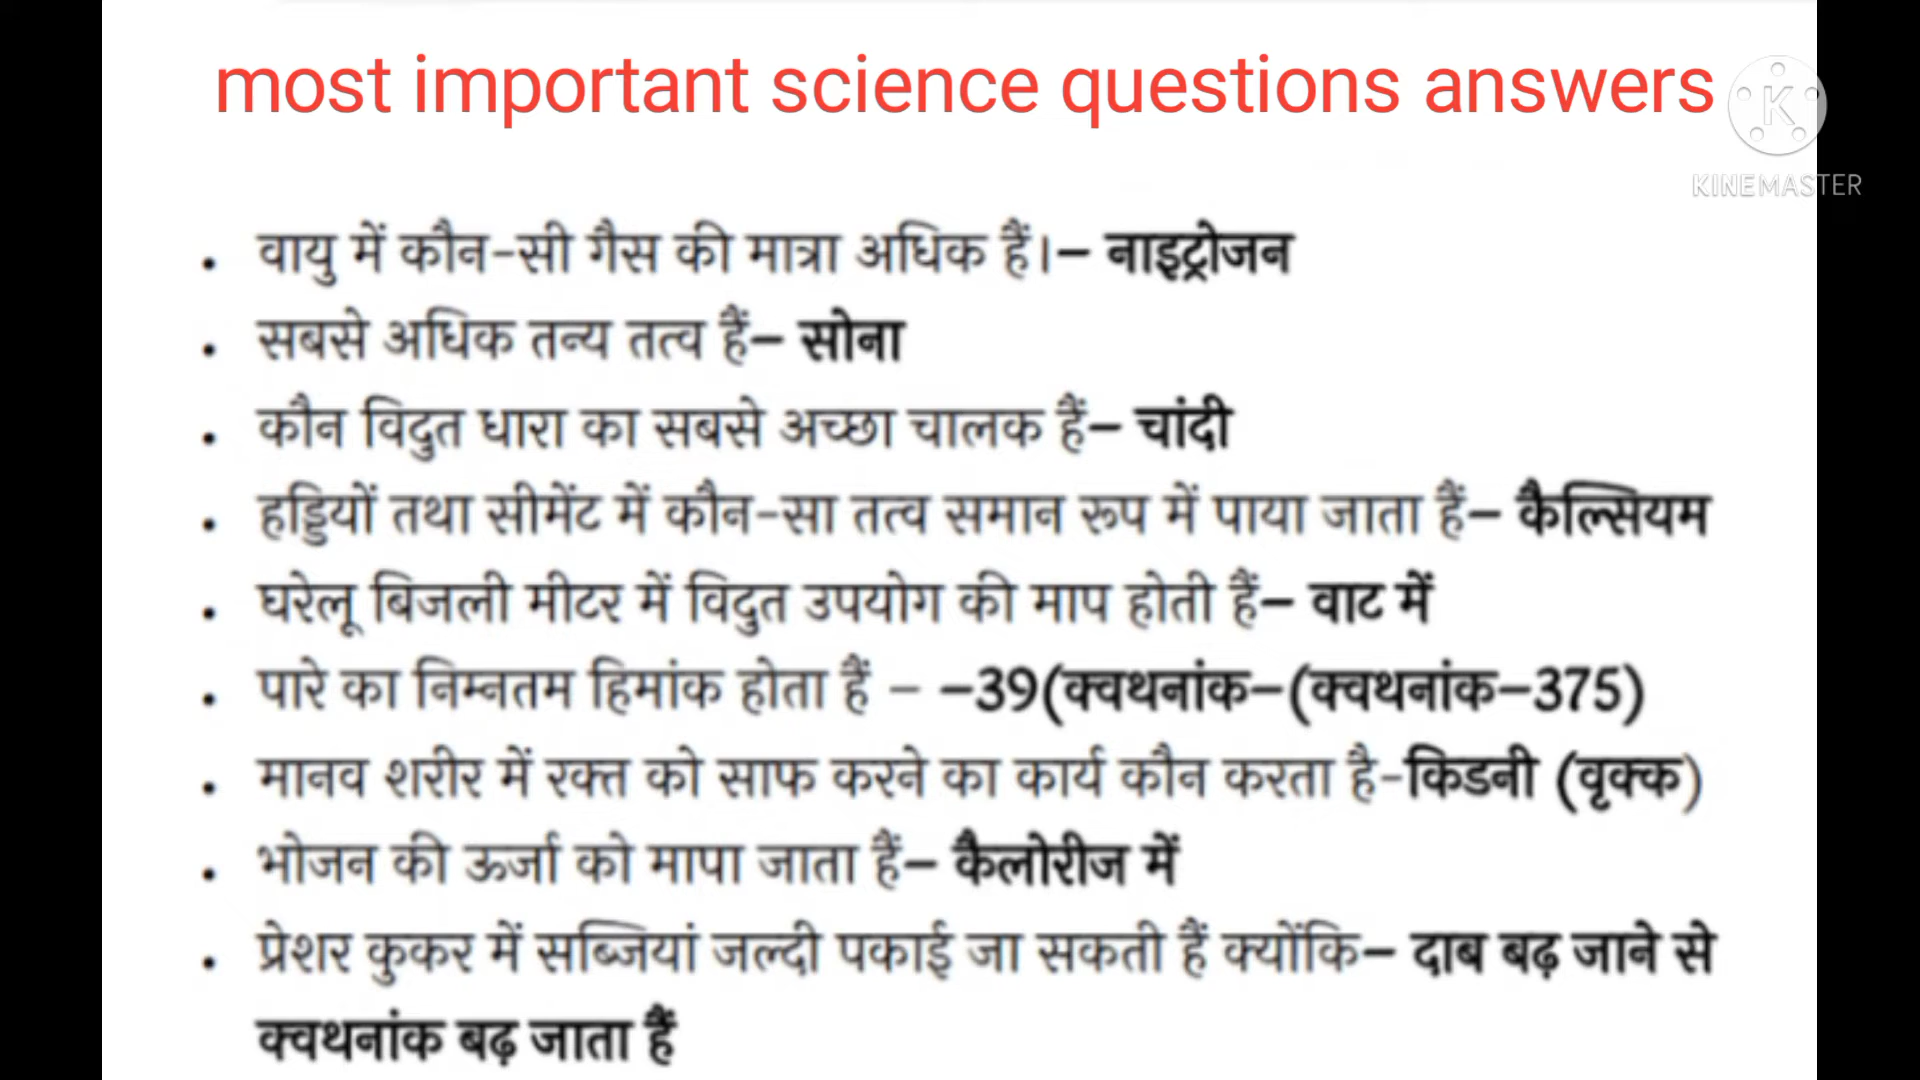 most important science questions answers
K
KINEMASTER
• वायु में कौन-सी गैस की मात्रा अधिक हैं।– नाइट्रोजन
• सबसे अधिक तन्य तत्व हैं– सोना
• कौन विदुत धारा का सबसे अच्छा चालक हैं– चांदी
• हड्डियों तथा सीमेंट में कौन-सा तत्व समान रूप में पाया जाता हैं– कैल्सियम
• घरेलू बिजली मीटर में विदुत उपयोग की माप होती हैं– वाट में
• पारे का निम्नतम हिमांक होता हैं – –39(क्वथनांक–(क्वथनांक–375)
• मानव शरीर में रक्त को साफ करने का कार्य कौन करता है-किडनी (वृक्क)
• भोजन की ऊर्जा को मापा जाता हैं– कैलोरीज में
• प्रेशर कुकर में सब्जियां जल्दी पकाई जा सकती हैं क्योंकि– दाब बढ़ जाने से
क्वथनांक बढ़ जाता हैं